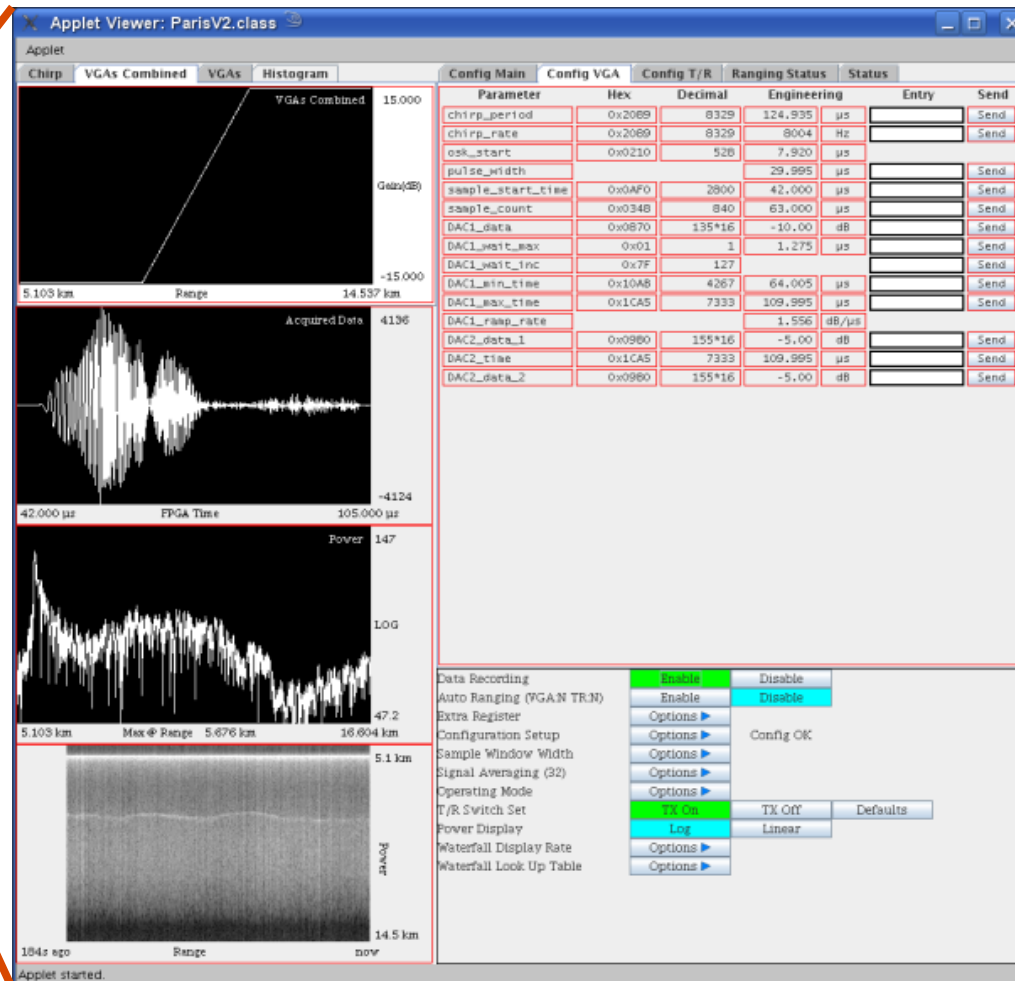 Applet Viewer: ParisV2.class
Applet
Chirp VGAs Combined VGAs Histogram
VGAs Combined 15.000
Gain(dB)
-15.000
5.103 km Range 14.537 km
Acquired Data 4136
-4124
42.000 µs FPGA Time 105.000 µs
Power 147
LOG
47.2
5.103 km Max @ Range 5.676 km 16.604 km
5.1 km
Power
14.5 km
184s ago Range now
Config Main Config VGA Config T/R Ranging Status Status
Parameter Hex Decimal Engineering Entry Send
chirp_period 0x2089 8329 124.935 µs Send
chirp_rate 0x2089 8329 8004 Hz Send
osk_start 0x0210 528 7.920 µs
pulse_width 29.995 µs Send
sample_start_time 0x0AF0 2800 42.000 µs Send
sample_count 0x0348 840 63.000 µs Send
DAC1_data 0x0870 135*16 -10.00 dB Send
DAC1_wait_max 0x01 1 1.275 µs Send
DAC1_wait_inc 0x7F 127 Send
DAC1_min_time 0x10AB 4267 64.005 µs Send
DAC1_max_time 0x1CA5 7333 109.995 µs Send
DAC1_ramp_rate 1.556 dB/µs
DAC2_data_1 0x09B0 155*16 -5.00 dB Send
DAC2_time 0x1CA5 7333 109.995 µs Send
DAC2_data_2 0x09B0 155*16 -5.00 dB Send
Data Recording Enable Disable
Auto Ranging (VGA:N TR:N) Enable Disable
Extra Register Options
Configuration Setup Options Config OK
Sample Window Width Options
Signal Averaging (32) Options
Operating Mode Options
T/R Switch Set TX On TX Off Defaults
Power Display Log Linear
Waterfall Display Rate Options
Waterfall Look Up Table Options
Applet started.